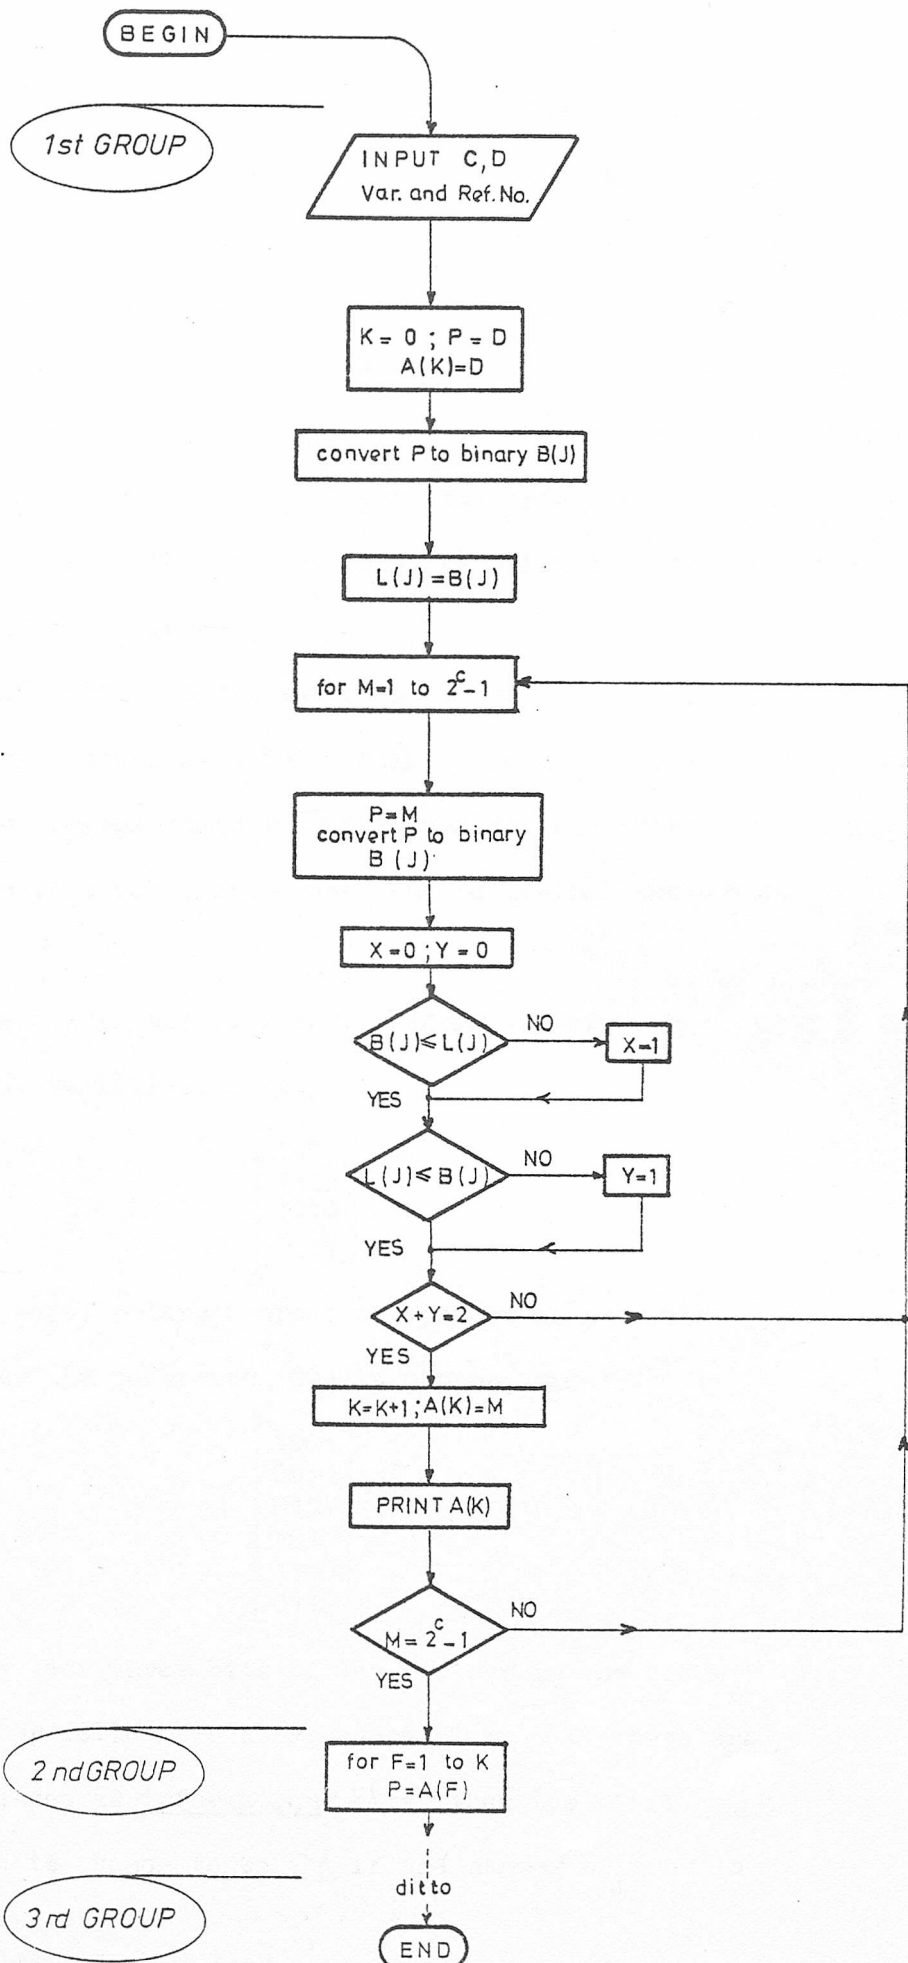 BEGIN
1st GROUP
INPUT C,D
Var. and Ref. No.
K = 0 ; P = D
A(K)=D
convert P to binary B(J)
L(J)=B(J)
for M=1 to 2^c-1
P=M
convert P to binary
B(J)
X=0 ; Y=0
B(J)≤L(J)
NO
X=1
YES
L(J)≤B(J)
NO
Y=1
YES
X+Y=2
NO
YES
K=K+1;A(K)=M
PRINT A(K)
M=2^c-1
NO
YES
2nd GROUP
for F=1 to K
P=A(F)
ditto
3rd GROUP
END